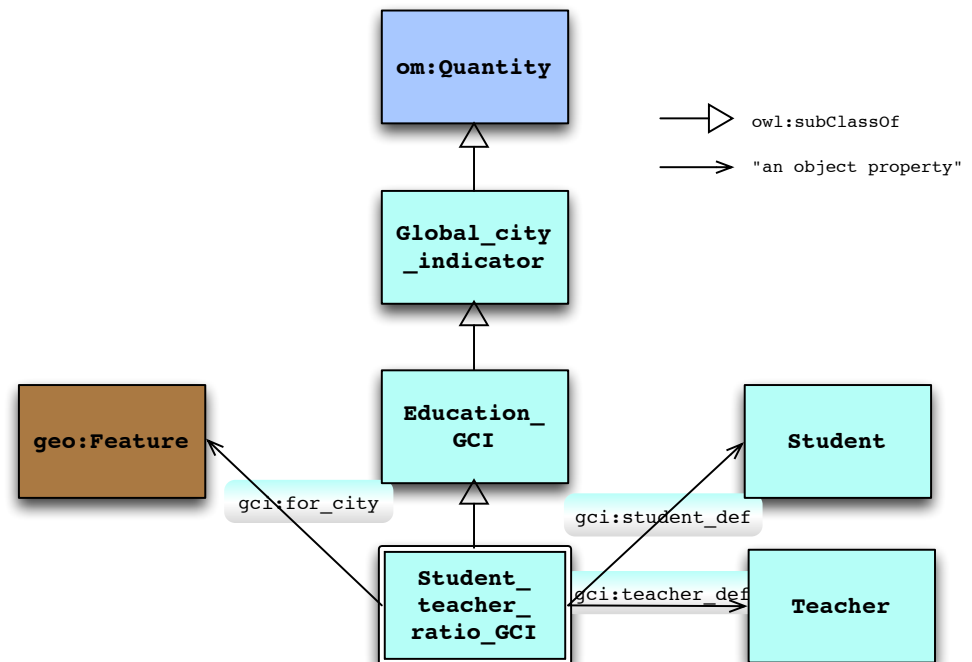 om:Quantity
owl:subClassOf
"an object property"
Global_city
_indicator
geo:Feature
Education_
GCI
Student
gci:for_city
gci:student_def
Student_
teacher_
ratio_GCI
gci:teacher_def
Teacher